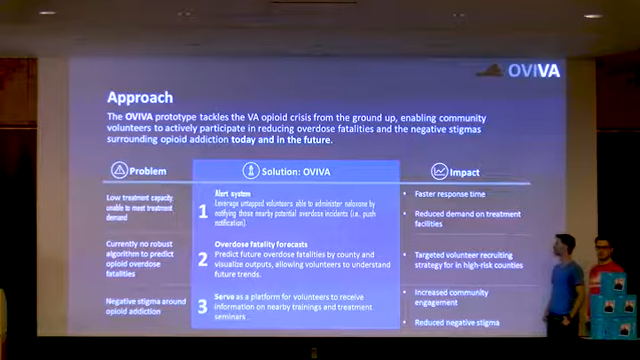 OVIVA
Approach
The OVIVA prototype tackles the VA opioid crisis from the ground up, enabling community
volunteers to actively participate in reducing overdose fatalities and the negative stigmas
surrounding opioid addiction today and in the future.
Problem
Solution: OVIVA
Impact
Low treatment capacity,
unable to meet treatment
demand
1
Alert system
Leverage untapped volunteers able to administer naloxone by
notifying those nearby potential overdose incidents (i.e., push
notification).
• Faster response time
• Reduced demand on treatment
facilities
Currently no robust
algorithm to predict
opioid overdose
fatalities
2
Overdose fatality forecasts
Predict future overdose fatalities by county and
visualize outputs, allowing volunteers to understand
future trends.
• Targeted volunteer recruiting
strategy for in high-risk counties
Negative stigma around
opioid addiction
3
Serve as a platform for volunteers to receive
information on nearby trainings and treatment
seminars
• Increased community
engagement
• Reduced negative stigma